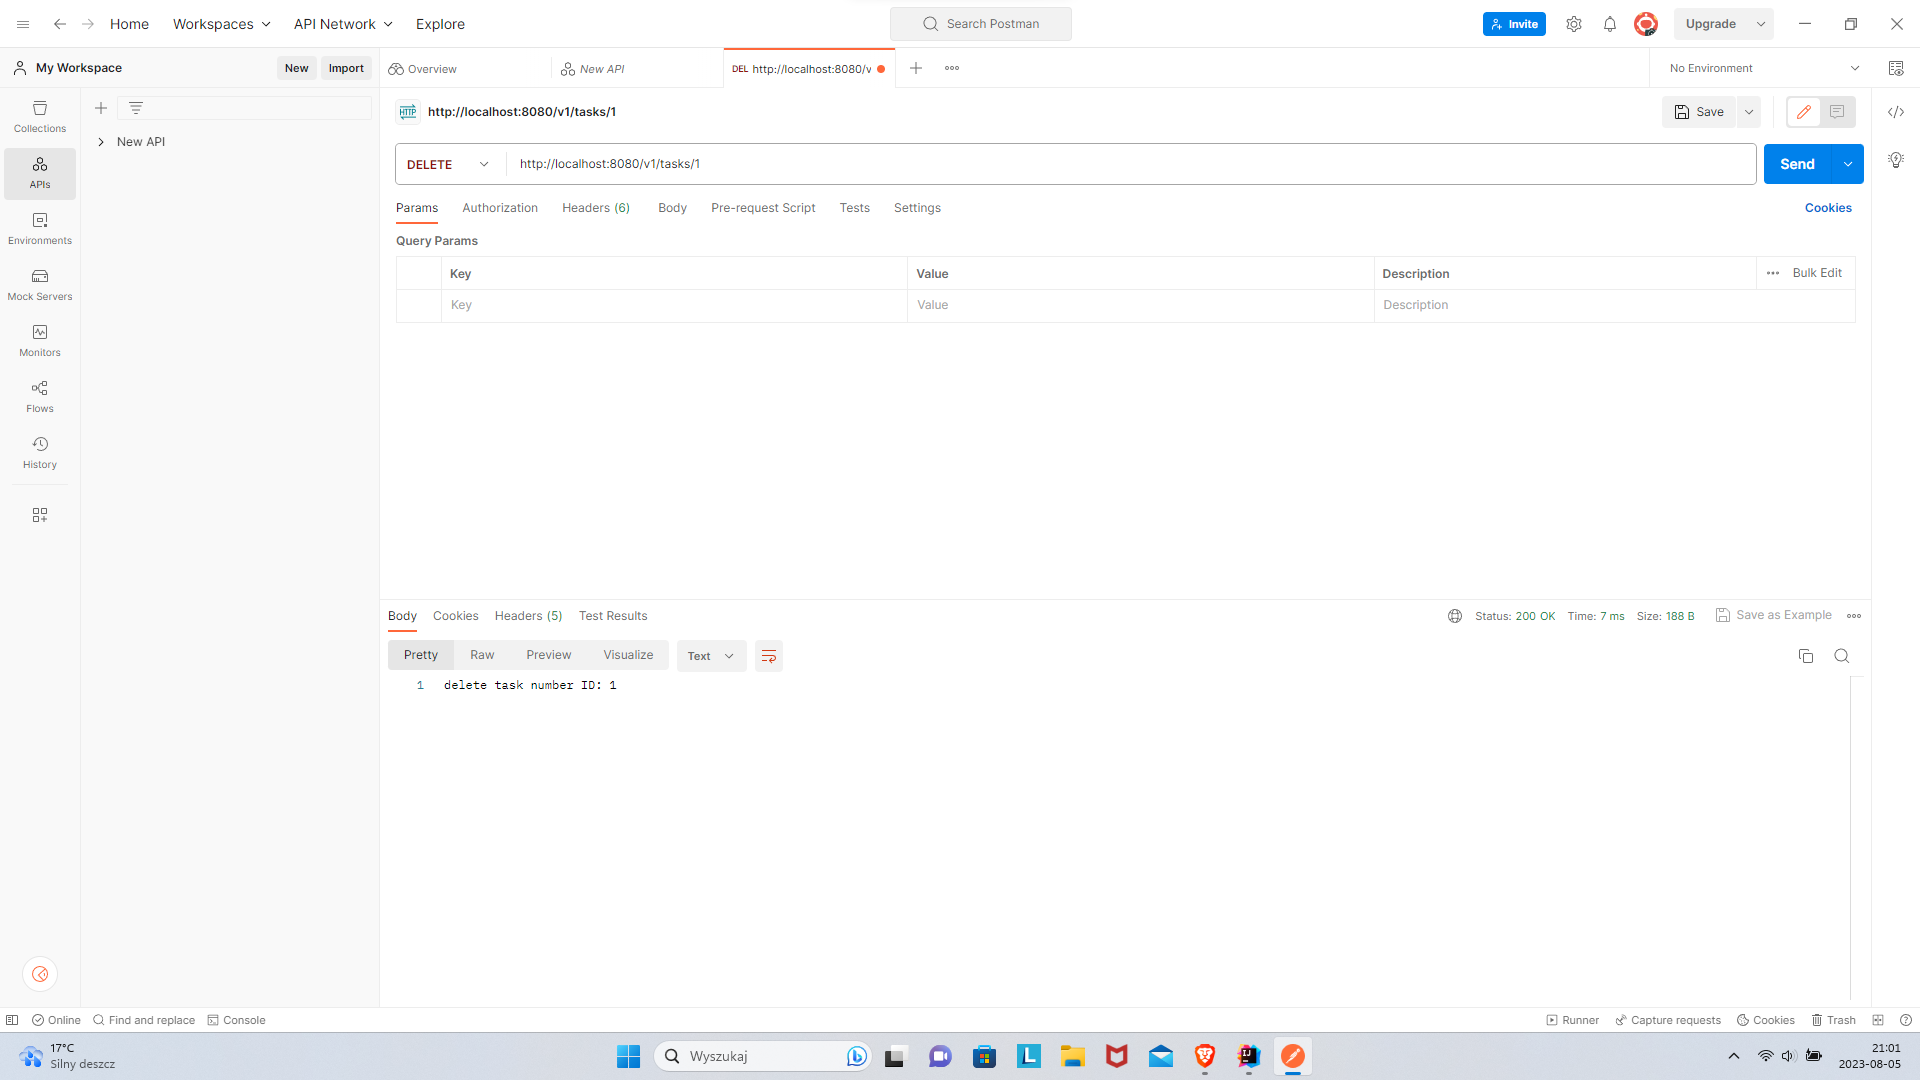 Home Workspaces API Network Explore Search Postman Invite Upgrade
My Workspace New Import Overview New API DEL http://localhost:8080/v No Environment
Collections
APIs
Environments
Mock Servers
Monitors
Flows
History
New API
HTTP http://localhost:8080/v1/tasks/1 Save
DELETE http://localhost:8080/v1/tasks/1 Send
Params Authorization Headers (6) Body Pre-request Script Tests Settings Cookies
Query Params
Key Value Description Bulk Edit
Key Value Description
Body Cookies Headers (5) Test Results Status: 200 OK Time: 7 ms Size: 188 B Save as Example
Pretty Raw Preview Visualize Text
1 delete task number ID: 1
Online Find and replace Console Runner Capture requests Cookies Trash
17°C
Silny deszcz
Wyszukaj
21:01
2023-08-05